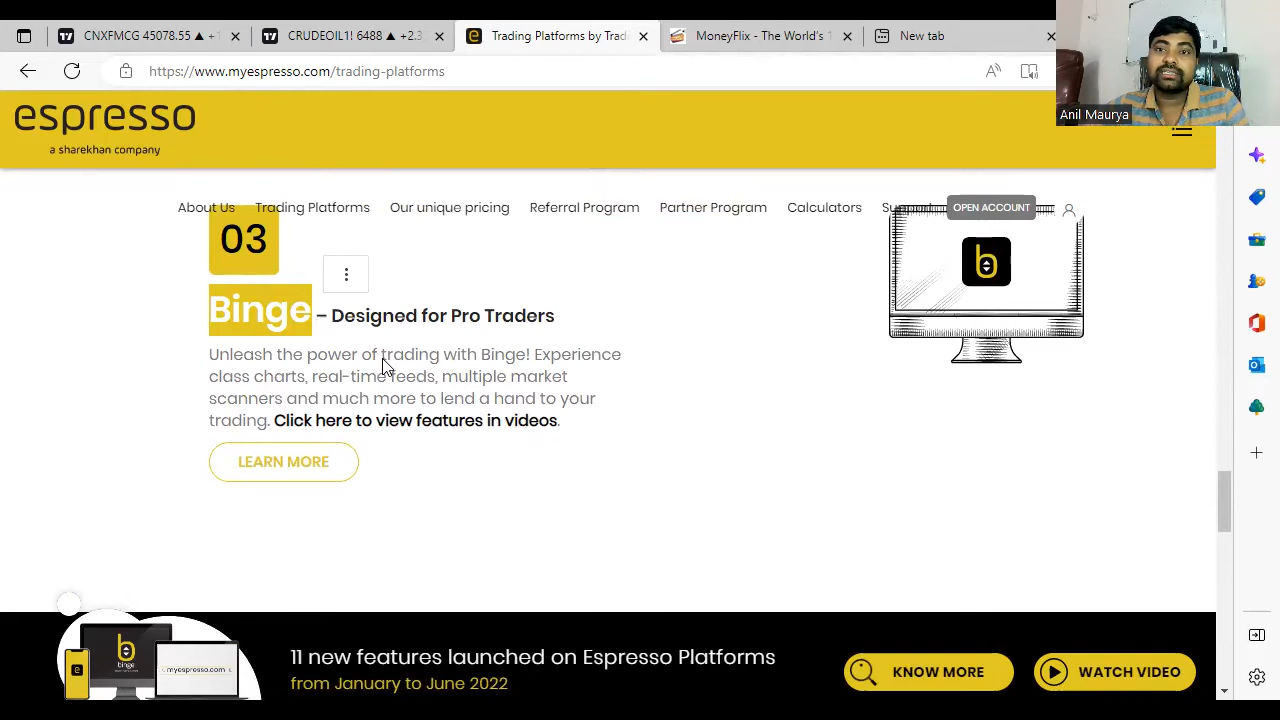 CNXFMCG 45078.55 ▲ +1
CRUDEOIL1! 6488 ▲ +2.3
Trading Platforms by Trad
MoneyFlix - The World's 1
New tab
https://www.myespresso.com/trading-platforms
Anil Maurya
espresso
a sharekhan company
About Us
Trading Platforms
Our unique pricing
Referral Program
Partner Program
Calculators
Support
OPEN ACCOUNT
03
b
Binge – Designed for Pro Traders
Unleash the power of trading with Binge! Experience
class charts, real-time feeds, multiple market
scanners and much more to lend a hand to your
trading. Click here to view features in videos.
LEARN MORE
b
binge
e
myespresso.com
11 new features launched on Espresso Platforms
from January to June 2022
KNOW MORE
WATCH VIDEO